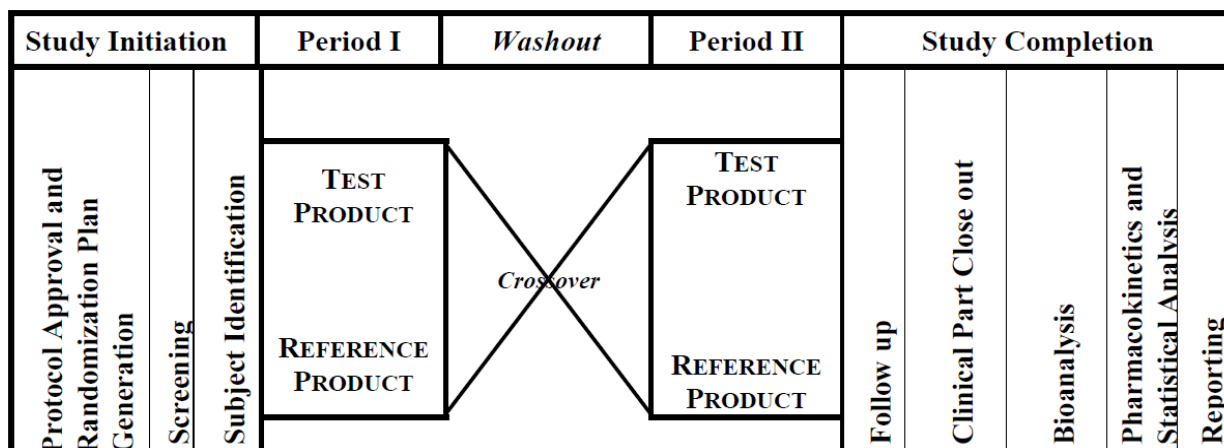 Study Initiation
Period I
Washout
Period II
Study Completion
Protocol Approval and
Randomization Plan
Generation
Screening
Subject Identification
TEST
PRODUCT
REFERENCE
PRODUCT
Crossover
TEST
PRODUCT
REFERENCE
PRODUCT
Follow up
Clinical Part Close out
Bioanalysis
Pharmacokinetics and
Statistical Analysis
Reporting